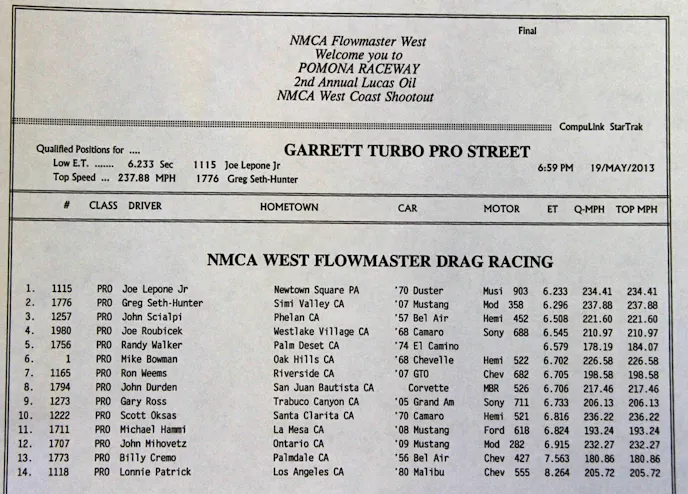 Final
NMCA Flowmaster West
Welcome you to
POMONA RACEWAY
2nd Annual Lucas Oil
NMCA West Coast Shootout
CompuLink StarTrak
Qualified Positions for .... GARRETT TURBO PRO STREET
Low E.T. ....... 6.233 Sec 1115 Joe Lepone Jr
Top Speed ... 237.88 MPH 1776 Greg Seth-Hunter 6:59 PM 19/MAY/2013
# CLASS DRIVER HOMETOWN CAR MOTOR ET Q-MPH TOP MPH
NMCA WEST FLOWMASTER DRAG RACING
1. 1115 PRO Joe Lepone Jr Newtown Square PA '70 Duster Musi 903 6.233 234.41 234.41
2. 1776 PRO Greg Seth-Hunter Simi Valley CA '07 Mustang Mod 358 6.296 237.88 237.88
3. 1257 PRO John Scialpi Phelan CA '57 Bel Air Hemi 452 6.508 221.60 221.60
4. 1980 PRO Joe Roubicek Westlake Village CA '68 Camaro Sony 688 6.545 210.97 210.97
5. 1756 PRO Randy Walker Palm Deset CA '74 El Camino 6.579 178.19 184.07
6. 1 PRO Mike Bowman Oak Hills CA '68 Chevelle Hemi 522 6.702 226.58 226.58
7. 1165 PRO Ron Weems Riverside CA '07 GTO Chev 682 6.705 198.58 198.58
8. 1794 PRO John Durden San Juan Bautista CA Corvette MBR 526 6.706 217.46 217.46
9. 1273 PRO Gary Ross Trabuco Canyon CA '05 Grand Am Sony 711 6.733 206.13 206.13
10. 1222 PRO Scott Oksas Santa Clarita CA '70 Camaro Hemi 521 6.816 236.22 236.22
11. 1711 PRO Michael Hammi La Mesa CA '08 Mustang Ford 618 6.824 193.24 193.24
12. 1707 PRO John Mihovetz Ontario CA '09 Mustang Mod 282 6.915 232.27 232.27
13. 1773 PRO Billy Cremo Palmdale CA '56 Bel Air Chev 427 7.563 180.86 180.86
14. 1118 PRO Lonnie Patrick Los Angeles CA '80 Malibu Chev 555 8.264 205.72 205.72